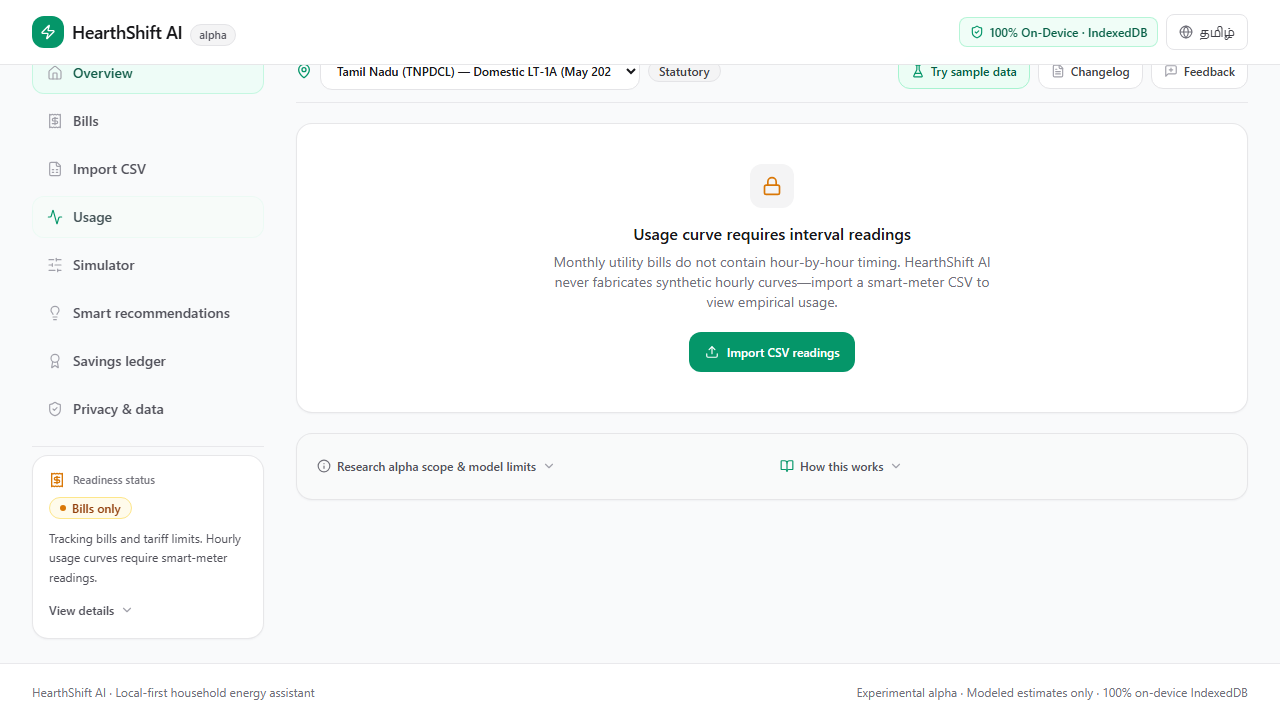 HearthShift AI alpha
100% On-Device · IndexedDB
தமிழ்
Overview
Bills
Import CSV
Usage
Simulator
Smart recommendations
Savings ledger
Privacy & data
Readiness status
Bills only
Tracking bills and tariff limits. Hourly
usage curves require smart-meter
readings.
View details
Tamil Nadu (TNPDCL) — Domestic LT-1A (May 202
Statutory
Try sample data
Changelog
Feedback
Usage curve requires interval readings
Monthly utility bills do not contain hour-by-hour timing. HearthShift AI
never fabricates synthetic hourly curves—import a smart-meter CSV to
view empirical usage.
Import CSV readings
Research alpha scope & model limits
How this works
HearthShift AI · Local-first household energy assistant
Experimental alpha · Modeled estimates only · 100% on-device IndexedDB